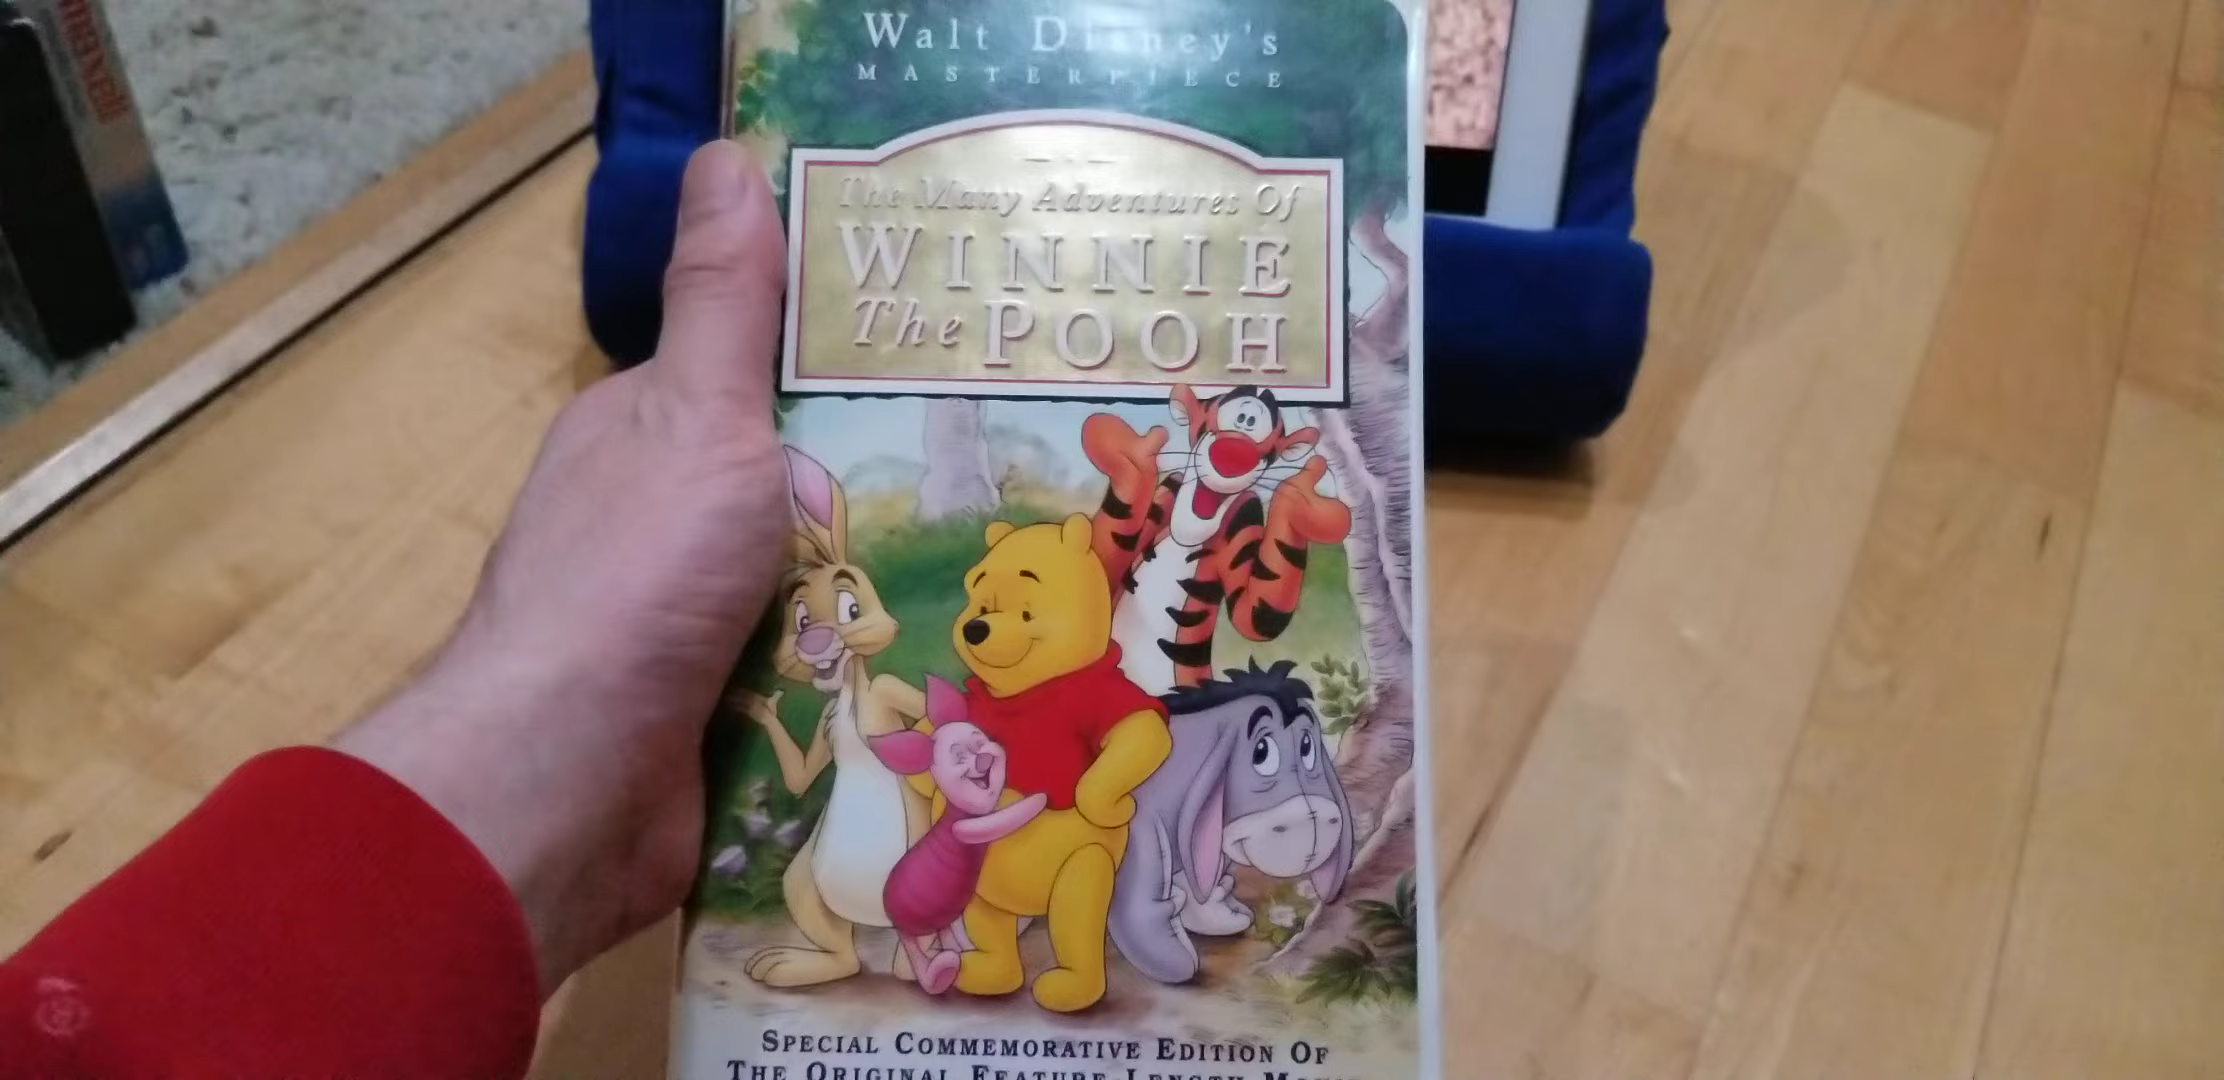 Walt Disney's
MASTERPIECE
The Many Adventures Of
WINNIE
The POOH
SPECIAL COMMEMORATIVE EDITION OF
THE ORIGINAL FEATURE-LENGTH MOVIE
maxell